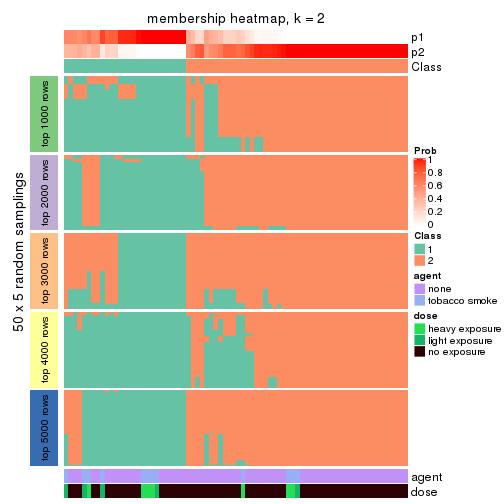 membership heatmap, k = 2
p1
p2
Class
50 x 5 random samplings
top 1000 rows
top 2000 rows
top 3000 rows
top 4000 rows
top 5000 rows
Prob
1
0.8
0.6
0.4
0.2
0
Class
1
2
agent
none
tobacco smoke
dose
heavy exposure
light exposure
no exposure
agent
dose